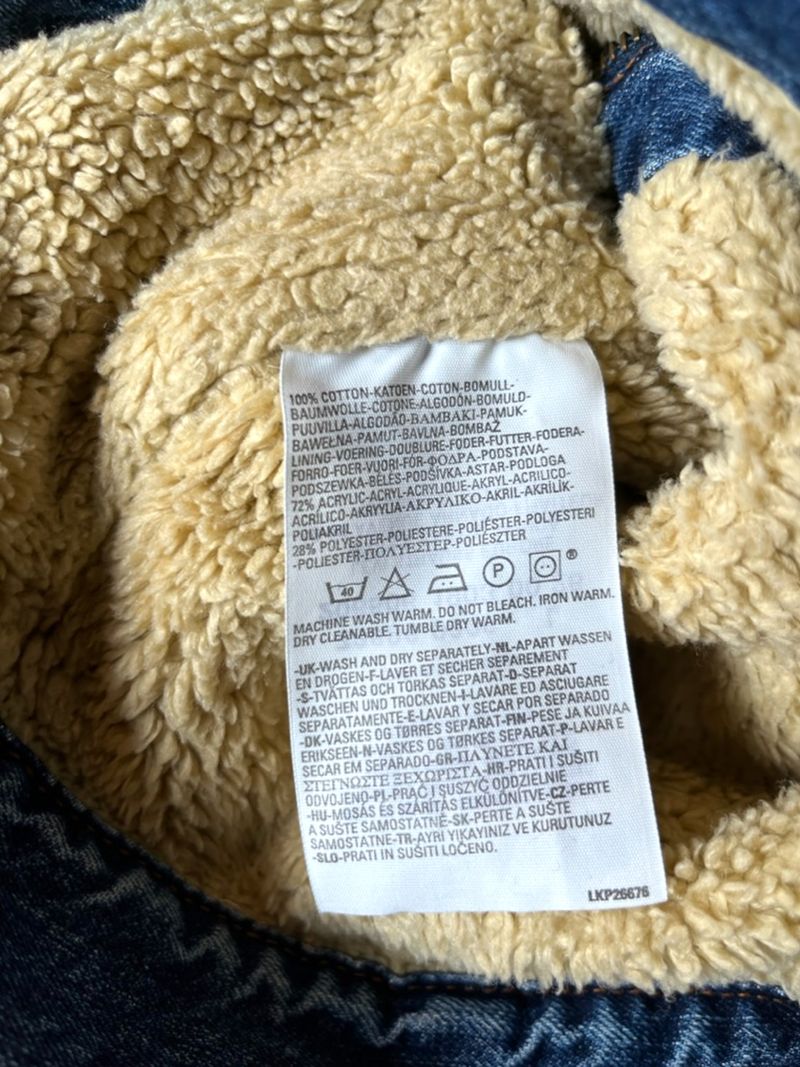 100% COTTON-KATOEN-COTON-BOMULL-
BAUMWOLLE-COTONE-ALGODÓN-BOMULD-
PUUVILLA-ALGODÃO-ΒΑΜΒΑΚΙ-PAMUK-
BAWEŁNA-PAMUT-BAVLNA-BOMBAŽ
LINING-VOERING-DOUBLURE-FODER-FUTTER-FODERA-
FORRO-FOER-VUORI-FÓR-ΦΟΔΡΑ-PODSTAVA-
PODSZEWKA-BÉLÉS-PODŠÍVKA-ASTAR-PODLOGA
72% ACRYLIC-ACRYL-ACRYLIQUE-AKRYL-ACRILICO-
ACRÍLICO-AKRYYLIA-ΑΚΡΥΛΙΚΟ-AKRIL-AKRİLİK-
POLIAKRIL
28% POLYESTER-POLIESTERE-POLIÉSTER-POLYESTERI
-POLIESTER-ΠΟΛΥΕΣΤΕΡ-POLIÉSZTER
40 P ®
MACHINE WASH WARM. DO NOT BLEACH. IRON WARM.
DRY CLEANABLE. TUMBLE DRY WARM.
-UK-WASH AND DRY SEPARATELY-NL-APART WASSEN
EN DROGEN-F-LAVER ET SECHER SEPAREMENT
-S-TVÄTTAS OCH TORKAS SEPARAT-D-SEPARAT
WASCHEN UND TROCKNEN-I-LAVARE ED ASCIUGARE
SEPARATAMENTE-E-LAVAR Y SECAR POR SEPARADO
-DK-VASKES OG TØRRES SEPARAT-FIN-PESE JA KUIVAA
ERIKSEEN-N-VASKES OG TØRKES SEPARAT-P-LAVAR E
SECAR EM SEPARADO-GR-ΠΛΥΝΕΤΕ ΚΑΙ
ΣΤΕΓΝΩΣΤΕ ΞΕΧΩΡΙΣΤΑ-HR-PRATI I SUŠITI
ODVOJENO-PL-PRAĆ I SUSZYĆ ODDZIELNIE
-HU-MOSÁS ÉS SZÁRÍTÁS ELKÜLÖNÍTVE-CZ-PERTE
A SUŠTE SAMOSTATNĚ-SK-PERTE A SUŠTE
SAMOSTATNE-TR-AYRI YIKAYINIZ VE KURUTUNUZ
-SLO-PRATI IN SUŠITI LOČENO.
LKP26676